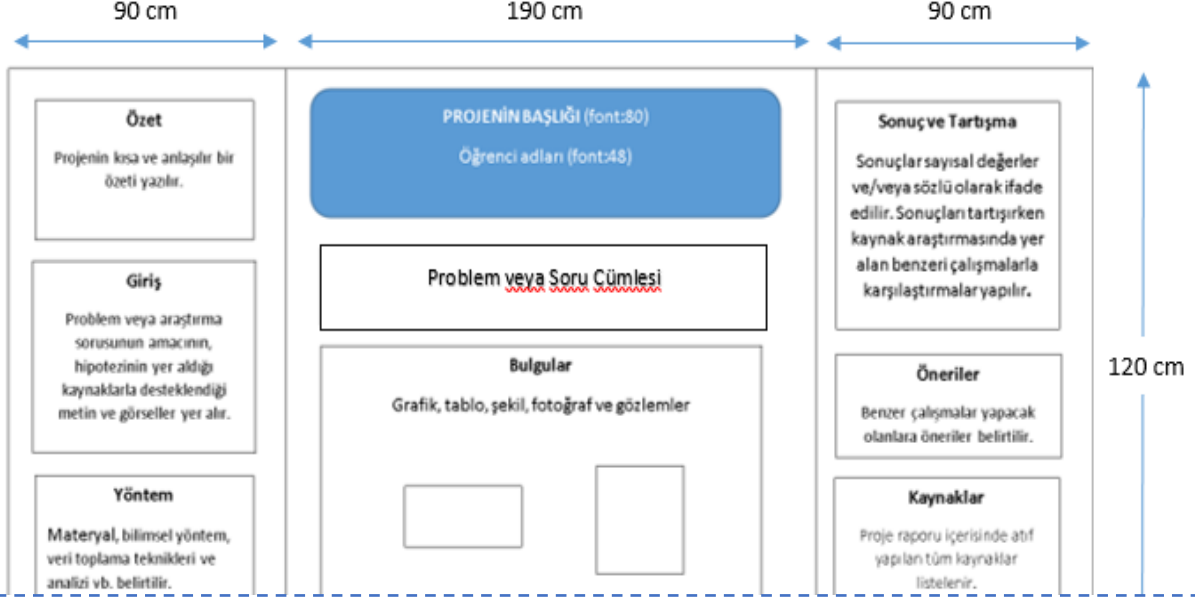 90 cm
190 cm
90 cm
Özet
Projenin kısa ve anlaşılır bir
özeti yazılır.
Giriş
Problem veya araştırma
sorusunun amacının,
hipotezinin yer aldığı
kaynaklarla desteklendiği
metin ve görseller yer alır.
Yöntem
Materyal, bilimsel yöntem,
veri toplama teknikleri ve
analizi vb. belirtilir.
PROJENİN BAŞLIĞI (font:80)
Öğrenci adları (font:48)
Problem veya Soru Cümlesi
Bulgular
Grafik, tablo, şekil, fotoğraf ve gözlemler
Sonuç ve Tartışma
Sonuçlar sayısal değerler
ve/veya sözlü olarak ifade
edilir. Sonuçları tartışırken
kaynak araştırmasında yer
alan benzeri çalışmalarla
karşılaştırmalar yapılır.
Öneriler
Benzer çalışmalar yapacak
olanlara öneriler belirtilir.
Kaynaklar
Proje raporu içerisinde atıf
yapılan tüm kaynaklar
listelenir.
120 cm